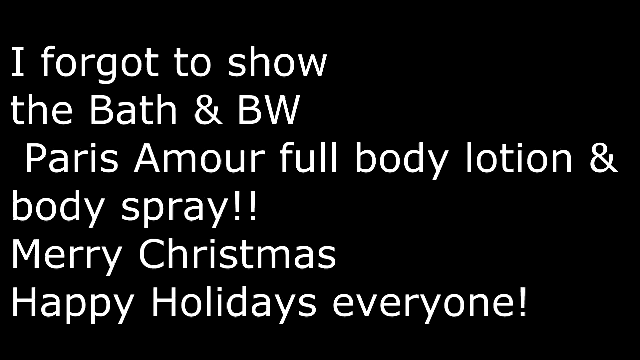 I forgot to show
the Bath & BW
Paris Amour full body lotion &
body spray!!
Merry Christmas
Happy Holidays everyone!